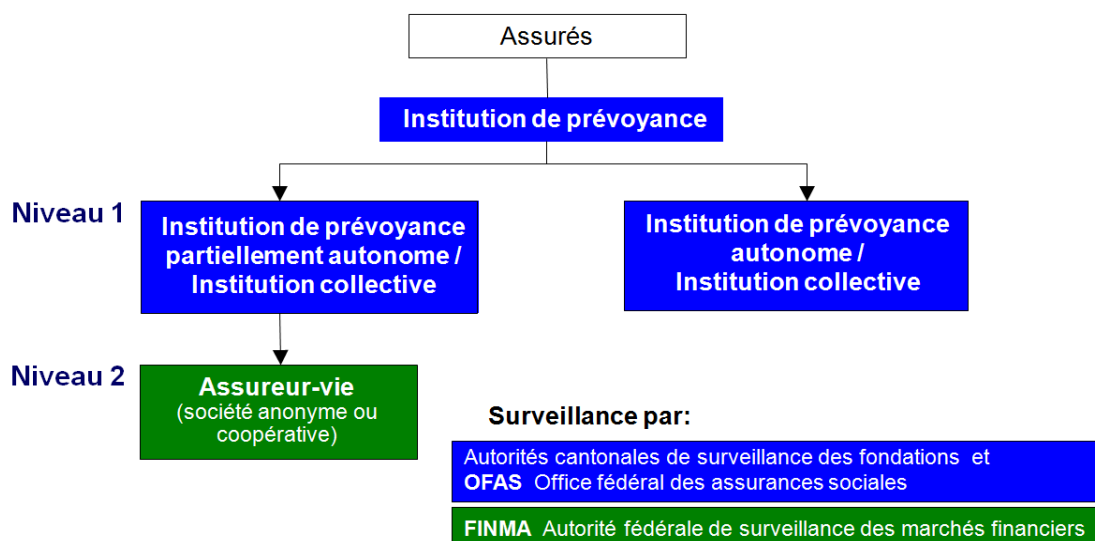 Assurés
Institution de prévoyance
Niveau 1
Institution de prévoyance
partiellement autonome /
Institution collective
Institution de prévoyance
autonome /
Institution collective
Niveau 2
Assureur-vie
(société anonyme ou
coopérative)
Surveillance par:
Autorités cantonales de surveillance des fondations et
OFAS Office fédéral des assurances sociales
FINMA Autorité fédérale de surveillance des marchés financiers